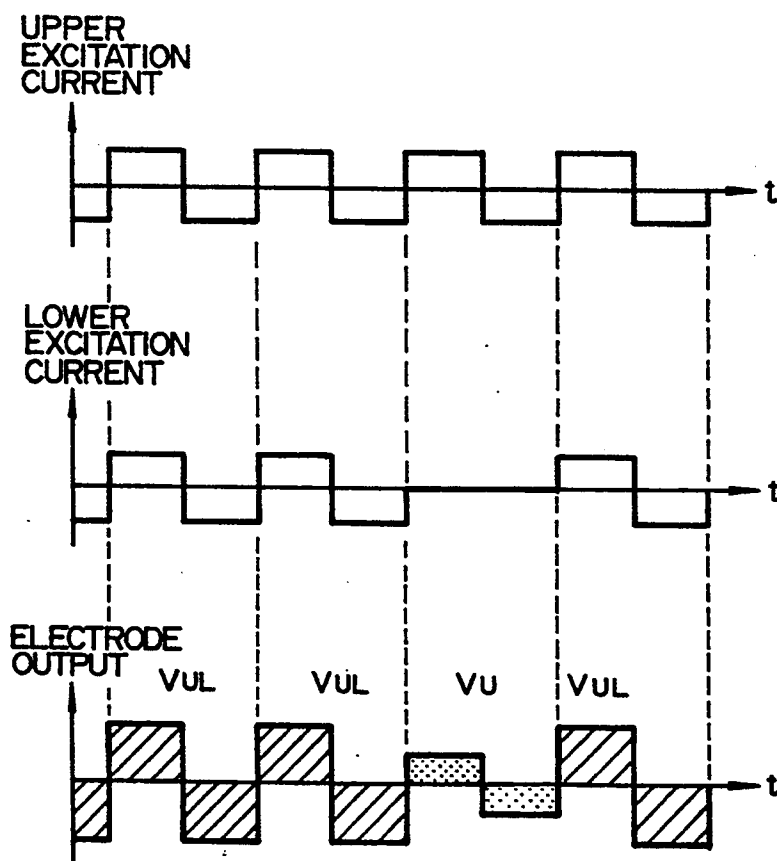 UPPER
EXCITATION
CURRENT
t
LOWER
EXCITATION
CURRENT
t
ELECTRODE
OUTPUT
VUL
VUL
VU
VUL
t